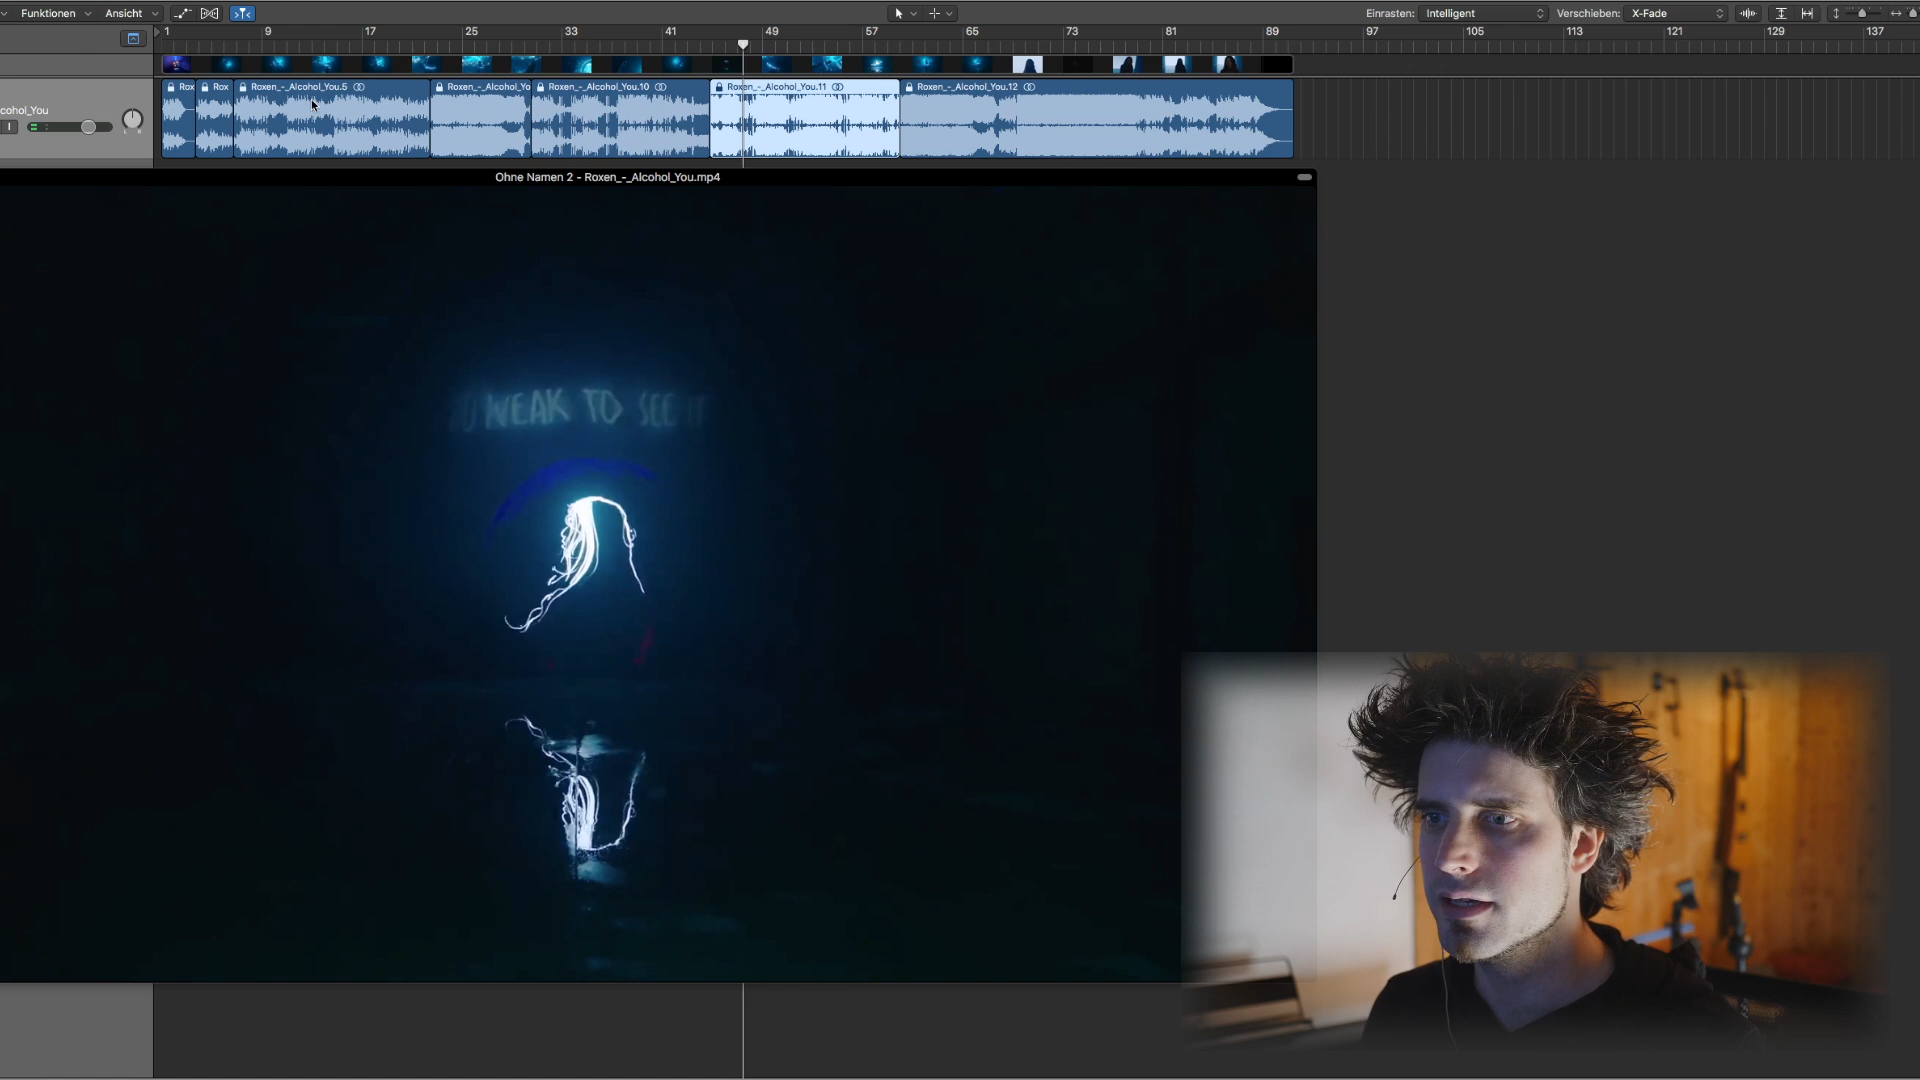 Funktionen Ansicht Einrasten: Intelligent Verschieben: X-Fade
1 9 17 25 33 41 49 57 65 73 81 89 97 105 113 121 129 137
Rox Rox Roxen_-_Alcohol_You.5 Roxen_-_Alcohol_Yo Roxen_-_Alcohol_You.10 Roxen_-_Alcohol_You.11 Roxen_-_Alcohol_You.12
cohol_You
I
Ohne Namen 2 - Roxen_-_Alcohol_You.mp4
WEAK TO SEE IT